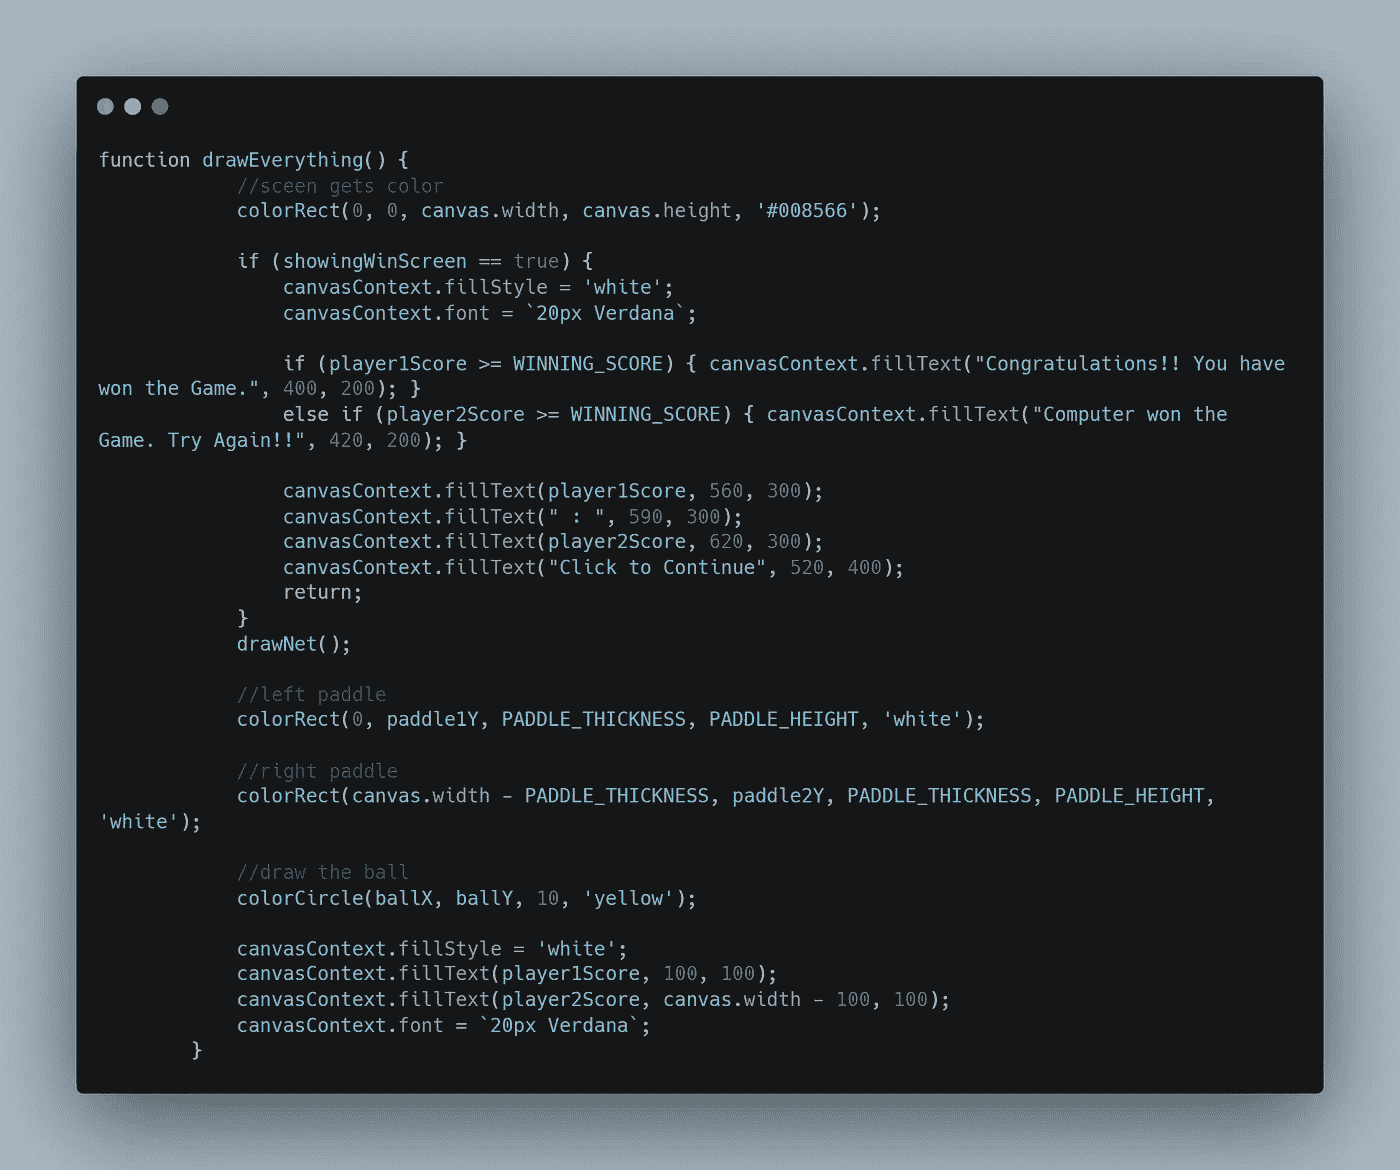 function drawEverything() {
            //sceen gets color
            colorRect(0, 0, canvas.width, canvas.height, '#008566');

            if (showingWinScreen == true) {
                canvasContext.fillStyle = 'white';
                canvasContext.font = `20px Verdana`;

                if (player1Score >= WINNING_SCORE) { canvasContext.fillText("Congratulations!! You have
won the Game.", 400, 200); }
                else if (player2Score >= WINNING_SCORE) { canvasContext.fillText("Computer won the
Game. Try Again!!", 420, 200); }

                canvasContext.fillText(player1Score, 560, 300);
                canvasContext.fillText(" : ", 590, 300);
                canvasContext.fillText(player2Score, 620, 300);
                canvasContext.fillText("Click to Continue", 520, 400);
                return;
            }
            drawNet();

            //left paddle
            colorRect(0, paddle1Y, PADDLE_THICKNESS, PADDLE_HEIGHT, 'white');

            //right paddle
            colorRect(canvas.width - PADDLE_THICKNESS, paddle2Y, PADDLE_THICKNESS, PADDLE_HEIGHT,
'white');

            //draw the ball
            colorCircle(ballX, ballY, 10, 'yellow');

            canvasContext.fillStyle = 'white';
            canvasContext.fillText(player1Score, 100, 100);
            canvasContext.fillText(player2Score, canvas.width - 100, 100);
            canvasContext.font = `20px Verdana`;
        }